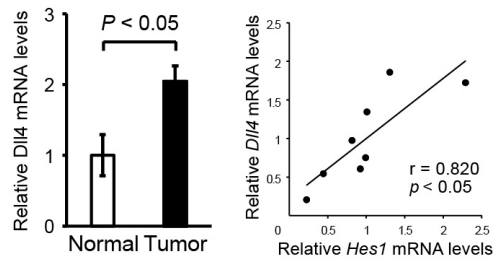 Relative Dll4 mRNA levels
3
2
1
0
P < 0.05
Normal Tumor
Relative Dll4 mRNA levels
2.5
2
1.5
1
0.5
0
0.5
1
1.5
2
2.5
r = 0.820
p < 0.05
Relative Hes1 mRNA levels